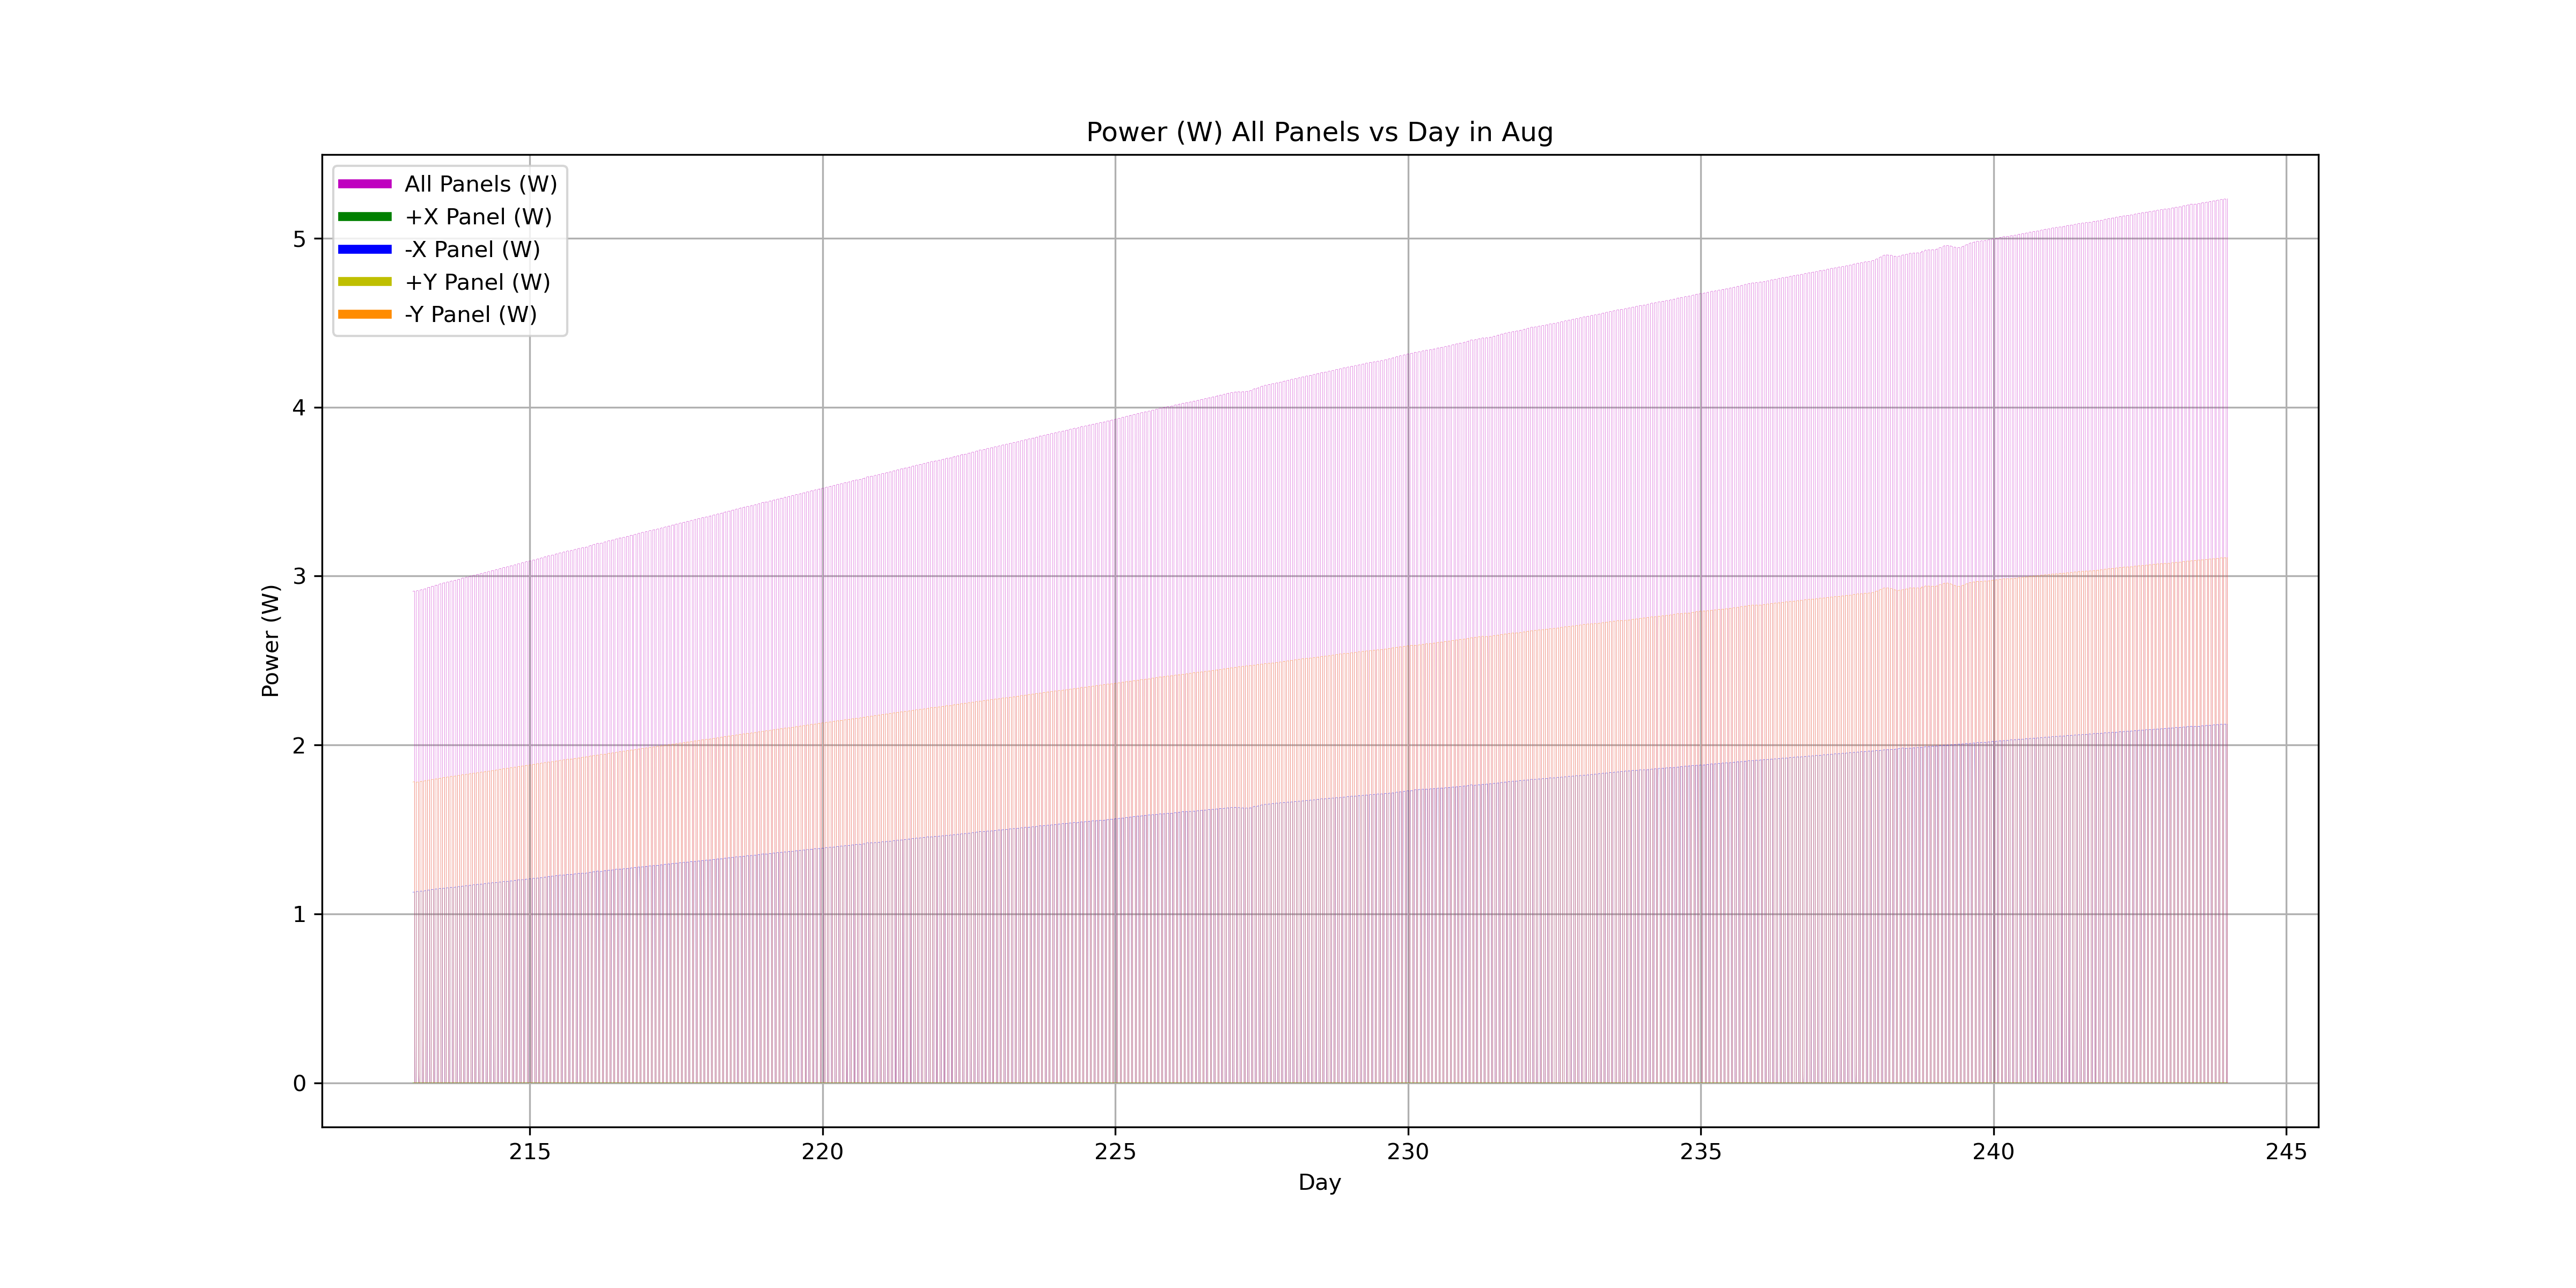 Power (W) All Panels vs Day in Aug
All Panels (W)
+X Panel (W)
-X Panel (W)
+Y Panel (W)
-Y Panel (W)
5
4
3
2
1
0
Power (W)
215 220 225 230 235 240 245
Day